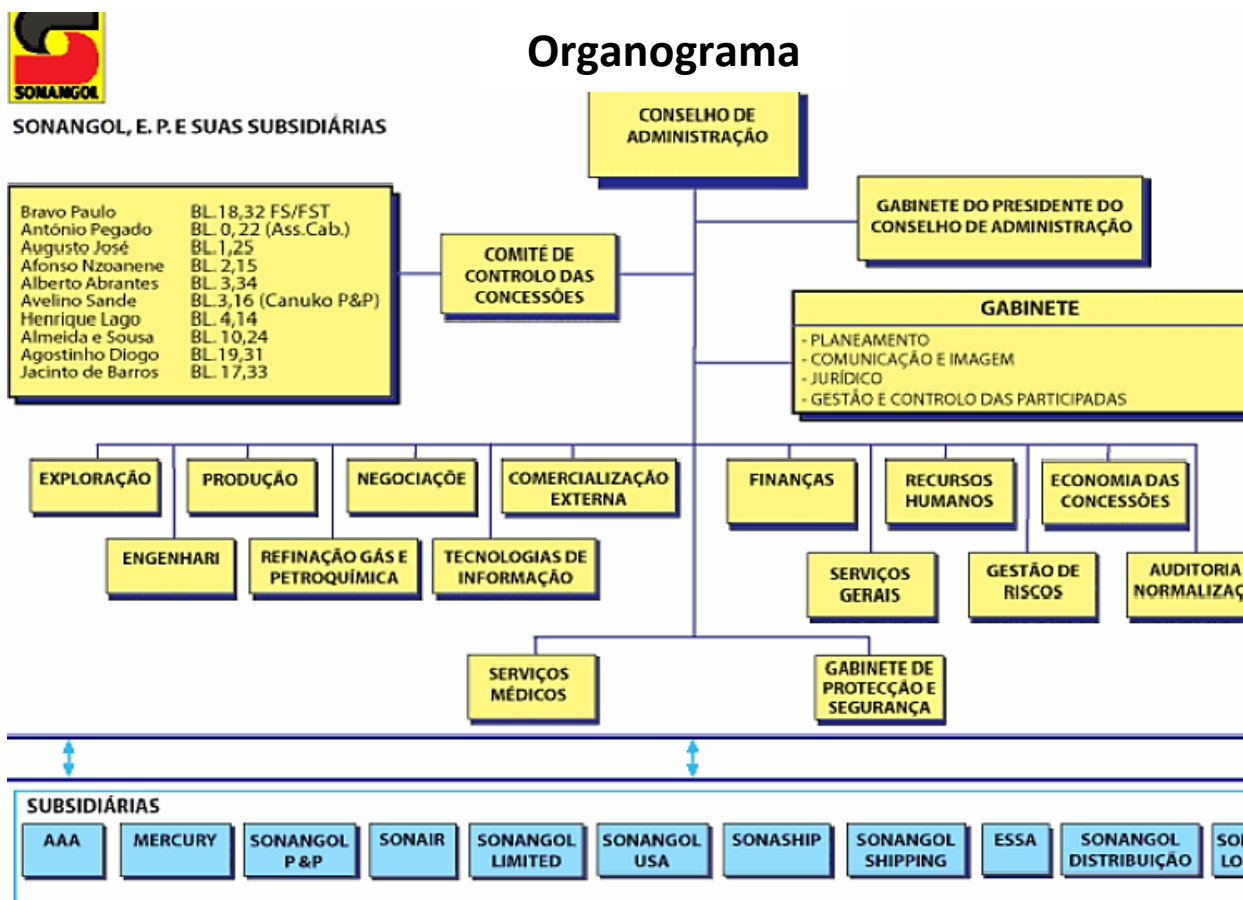 Organograma
SONANGOL
SONANGOL, E. P. E SUAS SUBSIDIÁRIAS
CONSELHO DE
ADMINISTRAÇÃO
GABINETE DO PRESIDENTE DO
CONSELHO DE ADMINISTRAÇÃO
Bravo Paulo BL.18,32 FS/FST
António Pegado BL. 0, 22 (Ass.Cab.)
Augusto José BL.1,25
Afonso Nzoanene BL. 2,15
Alberto Abrantes BL. 3,34
Avelino Sande BL.3,16 (Canuko P&P)
Henrique Lago BL. 4,14
Almeida e Sousa BL. 10,24
Agostinho Diogo BL.19,31
Jacinto de Barros BL. 17,33
COMITÉ DE
CONTROLO DAS
CONCESSÕES
GABINETE
- PLANEAMENTO
- COMUNICAÇÃO E IMAGEM
- JURÍDICO
- GESTÃO E CONTROLO DAS PARTICIPADAS
EXPLORAÇÃO
PRODUÇÃO
NEGOCIAÇÕE
COMERCIALIZAÇÃO
EXTERNA
FINANÇAS
RECURSOS
HUMANOS
ECONOMIA DAS
CONCESSÕES
ENGENHARI
REFINAÇÃO GÁS E
PETROQUÍMICA
TECNOLOGIAS DE
INFORMAÇÃO
SERVIÇOS
GERAIS
GESTÃO DE
RISCOS
AUDITORIA
NORMALIZAÇ
SERVIÇOS
MÉDICOS
GABINETE DE
PROTECÇÃO E
SEGURANÇA
SUBSIDIÁRIAS
AAA
MERCURY
SONANGOL
P &P
SONAIR
SONANGOL
LIMITED
SONANGOL
USA
SONASHIP
SONANGOL
SHIPPING
ESSA
SONANGOL
DISTRIBUIÇÃO